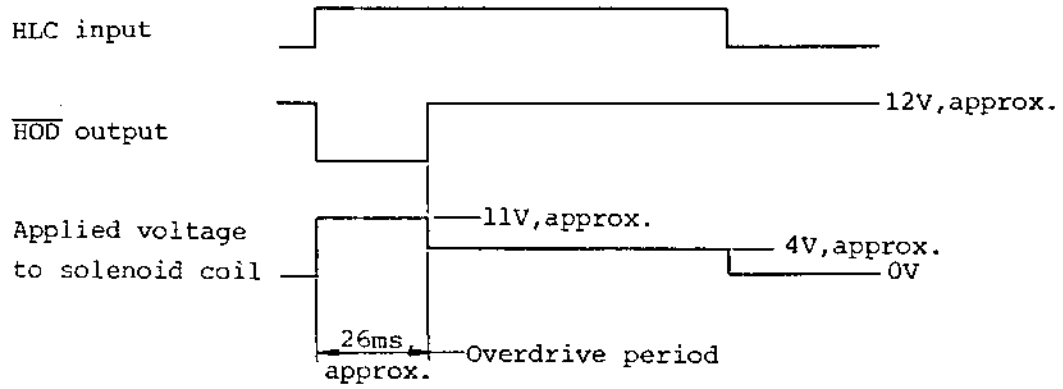 HLC input
H̅O̅D̅ output
12V,approx.
Applied voltage
to solenoid coil
11V,approx.
4V,approx.
0V
26ms,
approx.
Overdrive period